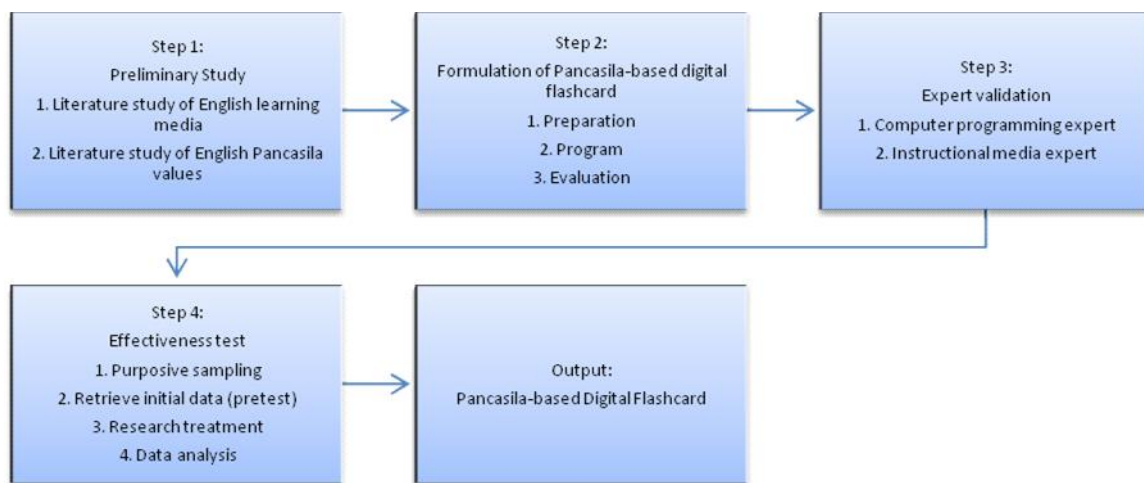 Step 1:
Preliminary Study
1. Literature study of English learning
media
2. Literature study of English Pancasila
values
Step 2:
Formulation of Pancasila-based digital
flashcard
1. Preparation
2. Program
3. Evaluation
Step 3:
Expert validation
1. Computer programming expert
2. Instructional media expert
Step 4:
Effectiveness test
1. Purposive sampling
2. Retrieve initial data (pretest)
3. Research treatment
4. Data analysis
Output:
Pancasila-based Digital Flashcard